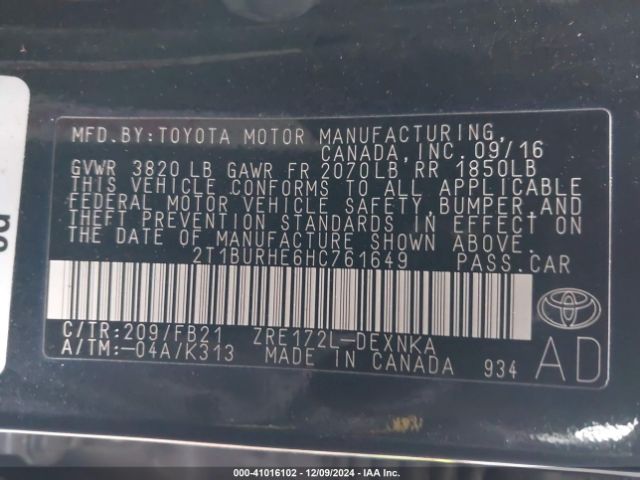 MFD.BY:TOYOTA MOTOR MANUFACTURING,
CANADA, INC. 09/16
GVWR 3820 LB GAWR FR 2070LB RR 1850LB
THIS VEHICLE CONFORMS TO ALL APPLICABLE
FEDERAL MOTOR VEHICLE SAFETY, BUMPER, AND
THEFT PREVENTION STANDARDS IN EFFECT ON
THE DATE OF MANUFACTURE SHOWN ABOVE.
2T1BURHE6HC761649 PASS.CAR
C/TR:209/FB21 ZRE172L-DEXNKA
A/TM:-04A/K313 MADE IN CANADA 934
AD
000-41016102 - 12/09/2024 - IAA